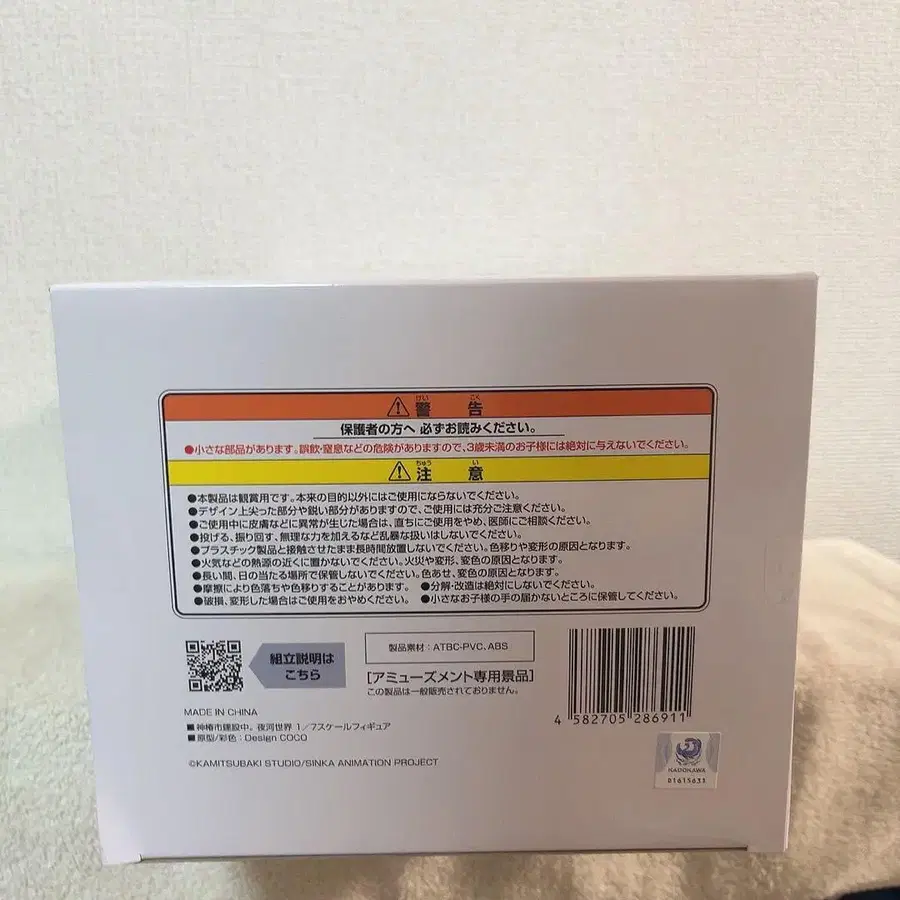 げい こく
⚠警 告
保護者の方へ 必ずお読みください。
●小さな部品があります。誤飲・窒息などの危険がありますので、3歳未満のお子様には絶対に与えないでください。
ちゅう い
⚠注 意
●本製品は観賞用です。本来の目的以外にはご使用にならないでください。
●デザイン上尖った部分や鋭い部分がありますので、ご使用には充分ご注意ください。
●ご使用中に皮膚などに異常が生じた場合は、直ちにご使用をやめ、医師にご相談ください。
●投げる、振り回す、無理な力を加えるなど乱暴な扱いはしないでください。
●プラスチック製品と接触させたまま長時間放置しないでください。色移りや変形の原因となります。
●火気などの熱源の近くに置かないでください。火災や変形、変色の原因となります。
●長い間、日の当たる場所で保管しないでください。色あせ、変色の原因となります。
●摩擦により色落ちや色移りすることがあります。 ●分解・改造は絶対にしないでください。
●破損、変形した場合はご使用をおやめください。 ●小さなお子様の手の届かないところに保管してください。
組立説明は
こちら
製品素材：ATBC-PVC、ABS
[アミューズメント専用景品]
この製品は一般販売されておりません。
4 582705 286911
MADE IN CHINA
■神椿市建設中。夜河世界 1/7スケールフィギュア
■原型/彩色：Design COCO
©KAMITSUBAKI STUDIO/SINKA ANIMATION PROJECT
KADOKAWA
01615631